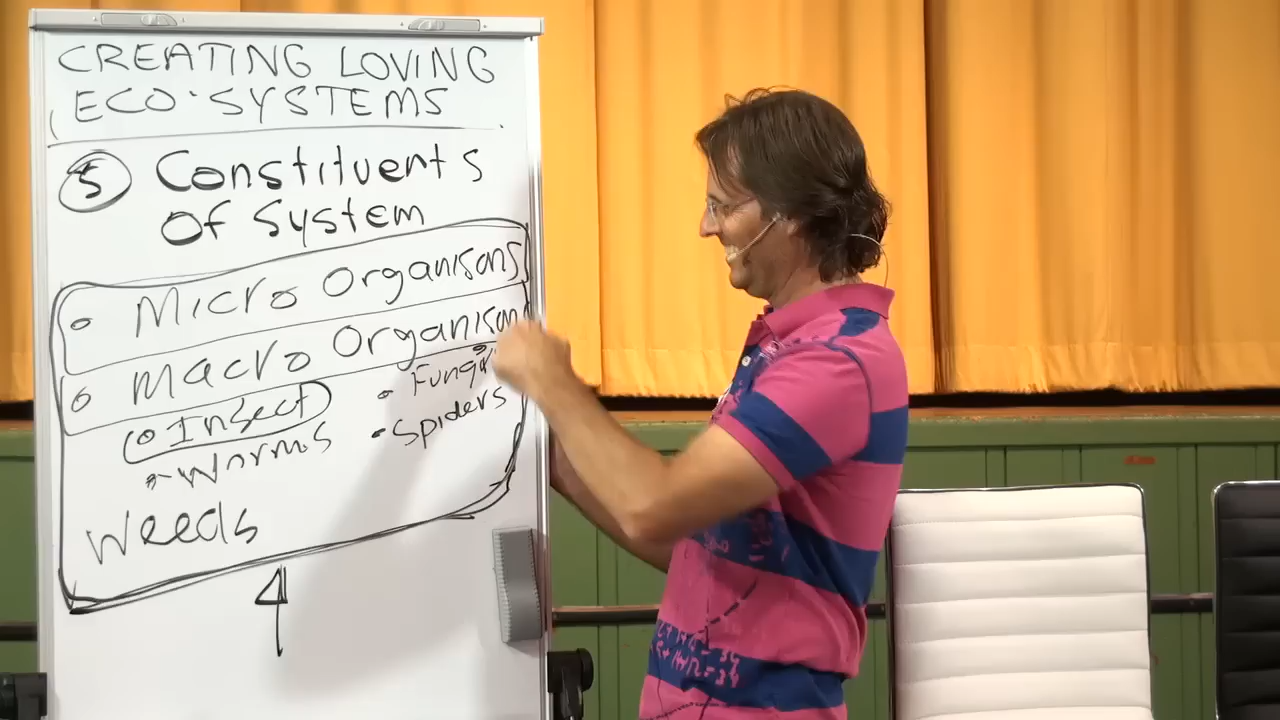 CREATING LOVING
ECO·SYSTEMS
5 Constituents
Of System
Micro Organisms
Macro Organism
Insect
Fungi
Worms
Spiders
Weeds
4